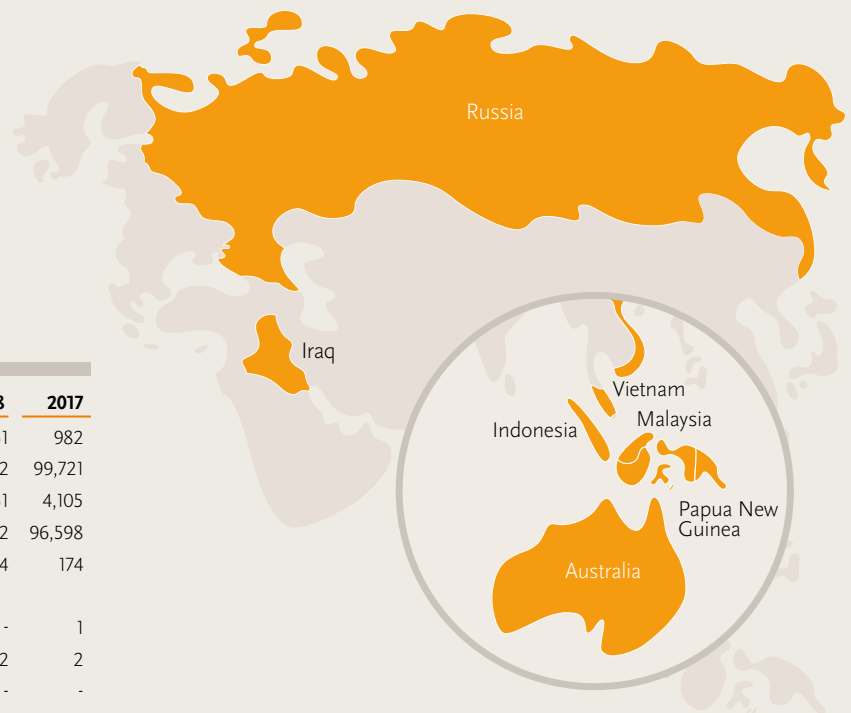 Russia
Iraq
Vietnam
Malaysia
Indonesia
Papua New
Guinea
Australia
2017
982
99,721
4,105
96,598
174
- 1
2
- -